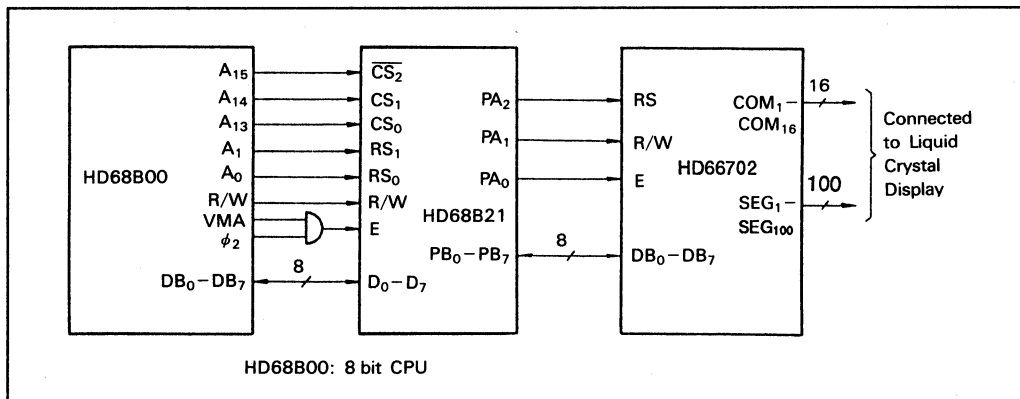 A₁₅
A₁₄
A₁₃
A₁
A₀
R/W
VMA
ϕ₂
DB₀−DB₇
HD68B00
8
C̅S̅₂̅
CS₁
CS₀
RS₁
RS₀
R/W
E
D₀−D₇
HD68B21
PA₂
PA₁
PA₀
PB₀−PB₇
8
RS
R/W
E
DB₀−DB₇
HD66702
COM₁−
COM₁₆
SEG₁−
SEG₁₀₀
16
100
Connected
to Liquid
Crystal
Display
HD68B00: 8 bit CPU